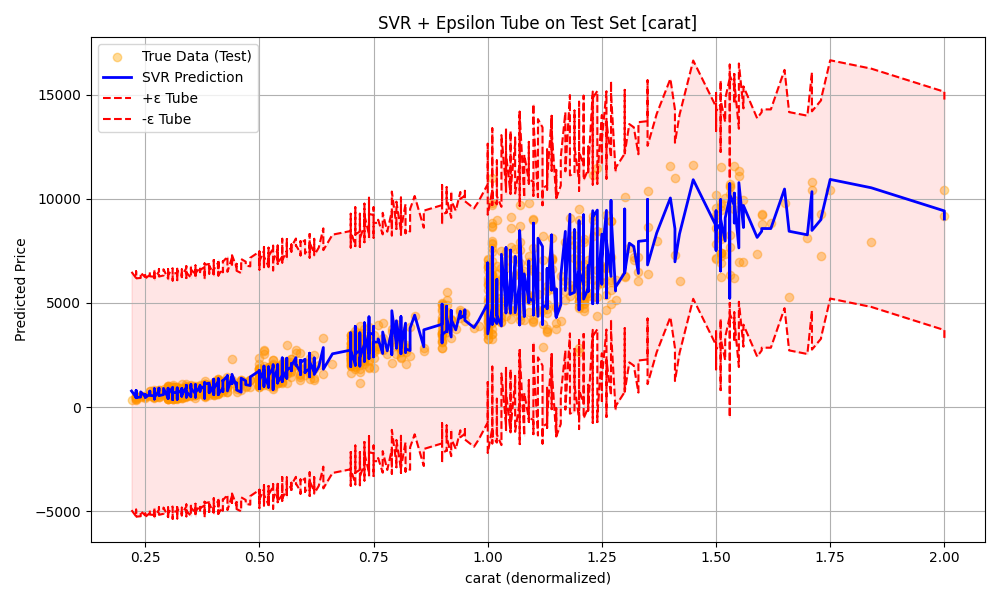 SVR + Epsilon Tube on Test Set [carat]
True Data (Test)
SVR Prediction
+ε Tube
-ε Tube
Predicted Price
15000
10000
5000
0
−5000
0.25 0.50 0.75 1.00 1.25 1.50 1.75 2.00
carat (denormalized)